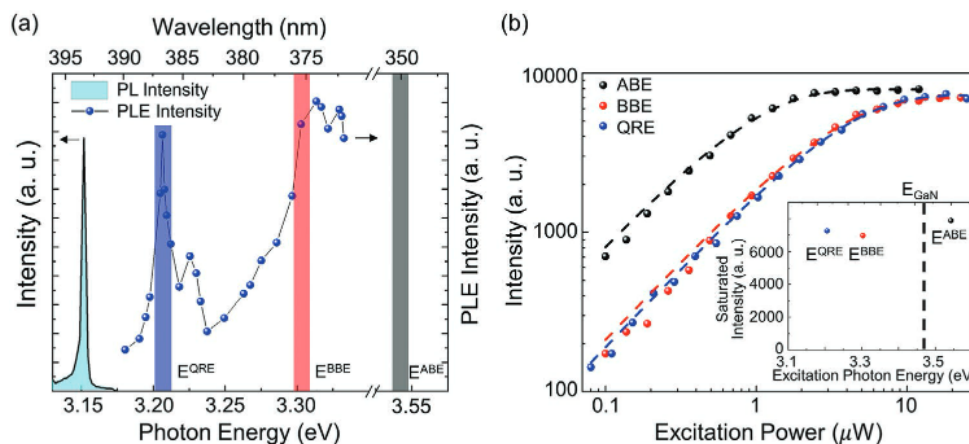 (a)
Wavelength (nm)
395 390 385 380 375 350
PL Intensity
PLE Intensity
Intensity (a. u.)
PLE Intensity (a. u.)
E^QRE
E^BBE
E^ABE
3.15 3.20 3.25 3.30 3.55
Photon Energy (eV)
(b)
10000
1000
100
Intensity (a. u.)
ABE
BBE
QRE
0.1 1 10
Excitation Power (μW)
E_GaN
E^QRE E^BBE E^ABE
Saturated
Intensity (a. u.)
6000
4000
2000
0
3.1 3.3 3.5
Excitation Photon Energy (eV